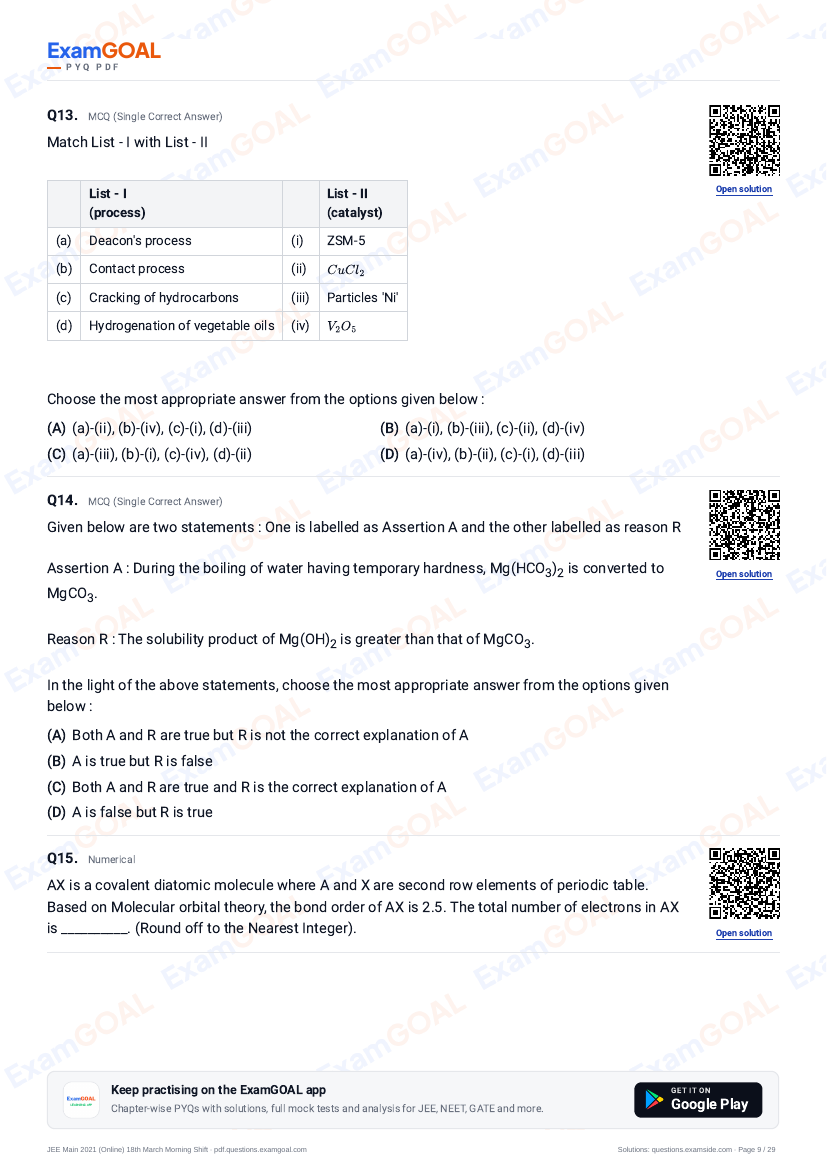 ExamGOAL
PYQ PDF
Q13. MCQ (Single Correct Answer)
Match List - I with List - II
Open solution
List - I (process) List - II (catalyst)
(a) Deacon's process (i) ZSM-5
(b) Contact process (ii) CuCl₂
(c) Cracking of hydrocarbons (iii) Particles 'Ni'
(d) Hydrogenation of vegetable oils (iv) V₂O₅
Choose the most appropriate answer from the options given below :
(A) (a)-(ii), (b)-(iv), (c)-(i), (d)-(iii) (B) (a)-(i), (b)-(iii), (c)-(ii), (d)-(iv)
(C) (a)-(iii), (b)-(i), (c)-(iv), (d)-(ii) (D) (a)-(iv), (b)-(ii), (c)-(i), (d)-(iii)
Q14. MCQ (Single Correct Answer)
Given below are two statements : One is labelled as Assertion A and the other labelled as reason R
Open solution
Assertion A : During the boiling of water having temporary hardness, Mg(HCO₃)₂ is converted to
MgCO₃.
Reason R : The solubility product of Mg(OH)₂ is greater than that of MgCO₃.
In the light of the above statements, choose the most appropriate answer from the options given
below :
(A) Both A and R are true but R is not the correct explanation of A
(B) A is true but R is false
(C) Both A and R are true and R is the correct explanation of A
(D) A is false but R is true
Q15. Numerical
AX is a covalent diatomic molecule where A and X are second row elements of periodic table.
Based on Molecular orbital theory, the bond order of AX is 2.5. The total number of electrons in AX
is __________. (Round off to the Nearest Integer).
Open solution
Keep practising on the ExamGOAL app
Chapter-wise PYQs with solutions, full mock tests and analysis for JEE, NEET, GATE and more.
GET IT ON
Google Play
JEE Main 2021 (Online) 18th March Morning Shift · pdf.questions.examgoal.com Solutions: questions.examside.com · Page 9 / 29